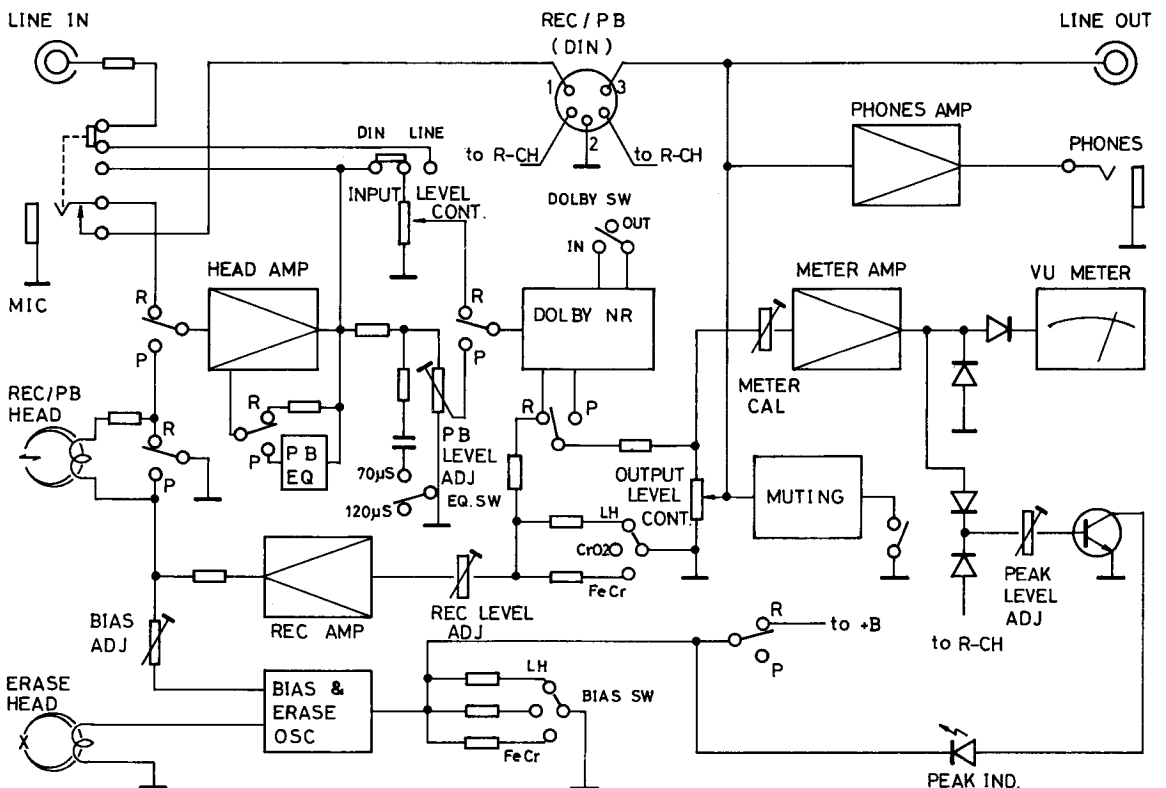 LINE IN
REC / PB
(DIN)
LINE OUT
1
3
2
to R-CH
to R-CH
PHONES AMP
PHONES
DIN LINE
INPUT LEVEL
CONT.
DOLBY SW
OUT
IN
MIC
HEAD AMP
METER AMP
VU METER
R
P
R
P
DOLBY NR
METER
CAL
REC/PB
HEAD
R
P
R
P
PB
EQ
PB
LEVEL
ADJ
70µS
120µS
EQ.SW
R
P
OUTPUT
LEVEL
CONT.
MUTING
LH
CrO2
FeCr
BIAS
ADJ
REC AMP
REC LEVEL
ADJ
PEAK
LEVEL
ADJ
to R-CH
R
to +B
P
ERASE
HEAD
X
BIAS &
ERASE
OSC
LH
BIAS SW
FeCr
PEAK IND.